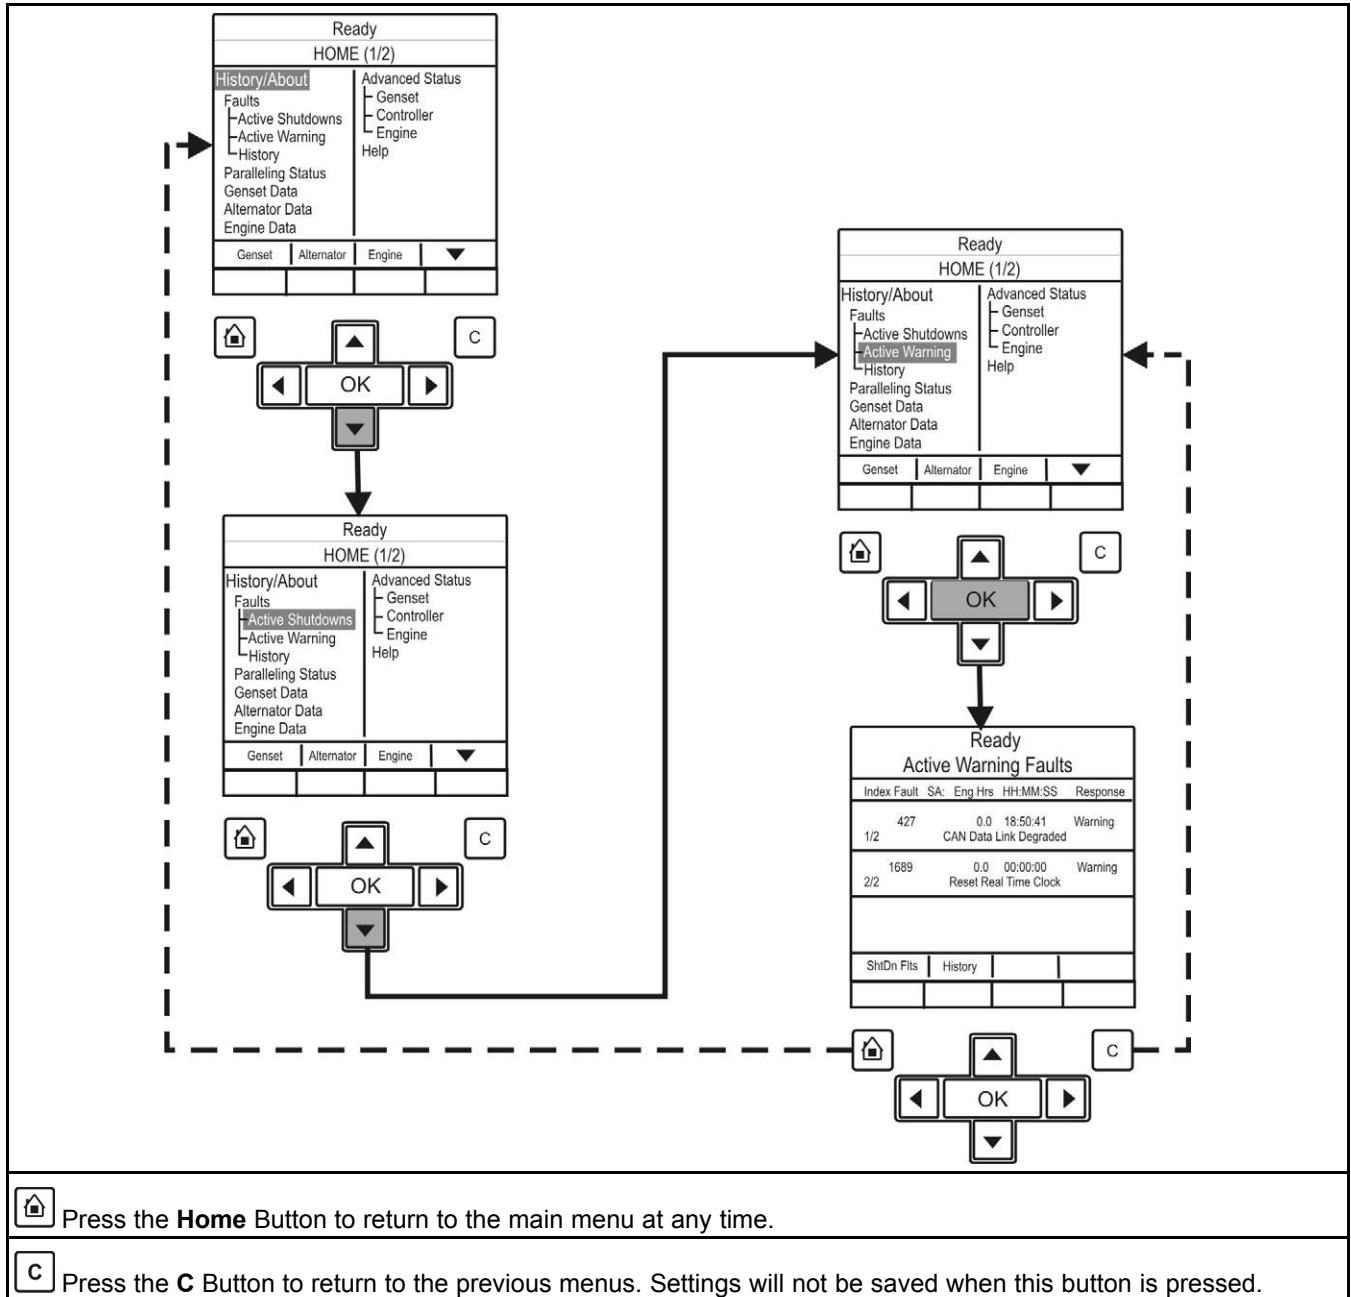 Ready
HOME (1/2)
History/About
Faults
Active Shutdowns
Active Warning
History
Paralleling Status
Genset Data
Alternator Data
Engine Data
Advanced Status
Genset
Controller
Engine
Help
Genset Alternator Engine
C
OK
Ready
HOME (1/2)
History/About
Faults
Active Shutdowns
Active Warning
History
Paralleling Status
Genset Data
Alternator Data
Engine Data
Advanced Status
Genset
Controller
Engine
Help
Genset Alternator Engine
C
OK
Ready
HOME (1/2)
History/About
Faults
Active Shutdowns
Active Warning
History
Paralleling Status
Genset Data
Alternator Data
Engine Data
Advanced Status
Genset
Controller
Engine
Help
Genset Alternator Engine
C
OK
Ready
Active Warning Faults
Index Fault SA: Eng Hrs HH:MM:SS Response
427 0.0 18:50:41 Warning
1/2 CAN Data Link Degraded
1689 0.0 00:00:00 Warning
2/2 Reset Real Time Clock
ShtDn Flts History
C
OK
Press the Home Button to return to the main menu at any time.
C Press the C Button to return to the previous menus. Settings will not be saved when this button is pressed.